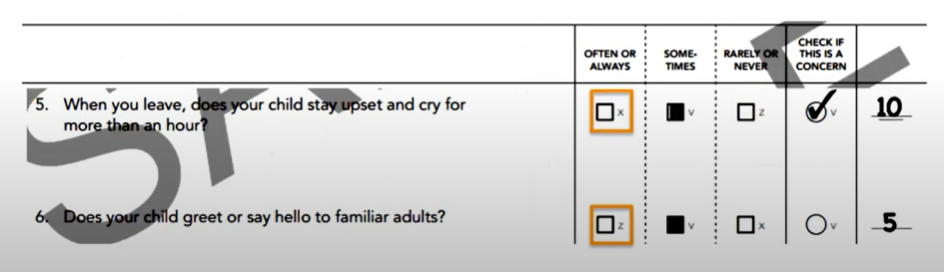 OFTEN OR ALWAYS SOME-TIMES RARELY OR NEVER CHECK IF THIS IS A CONCERN
5. When you leave, does your child stay upset and cry for
more than an hour? x v z v 10
6. Does your child greet or say hello to familiar adults? z v x v 5